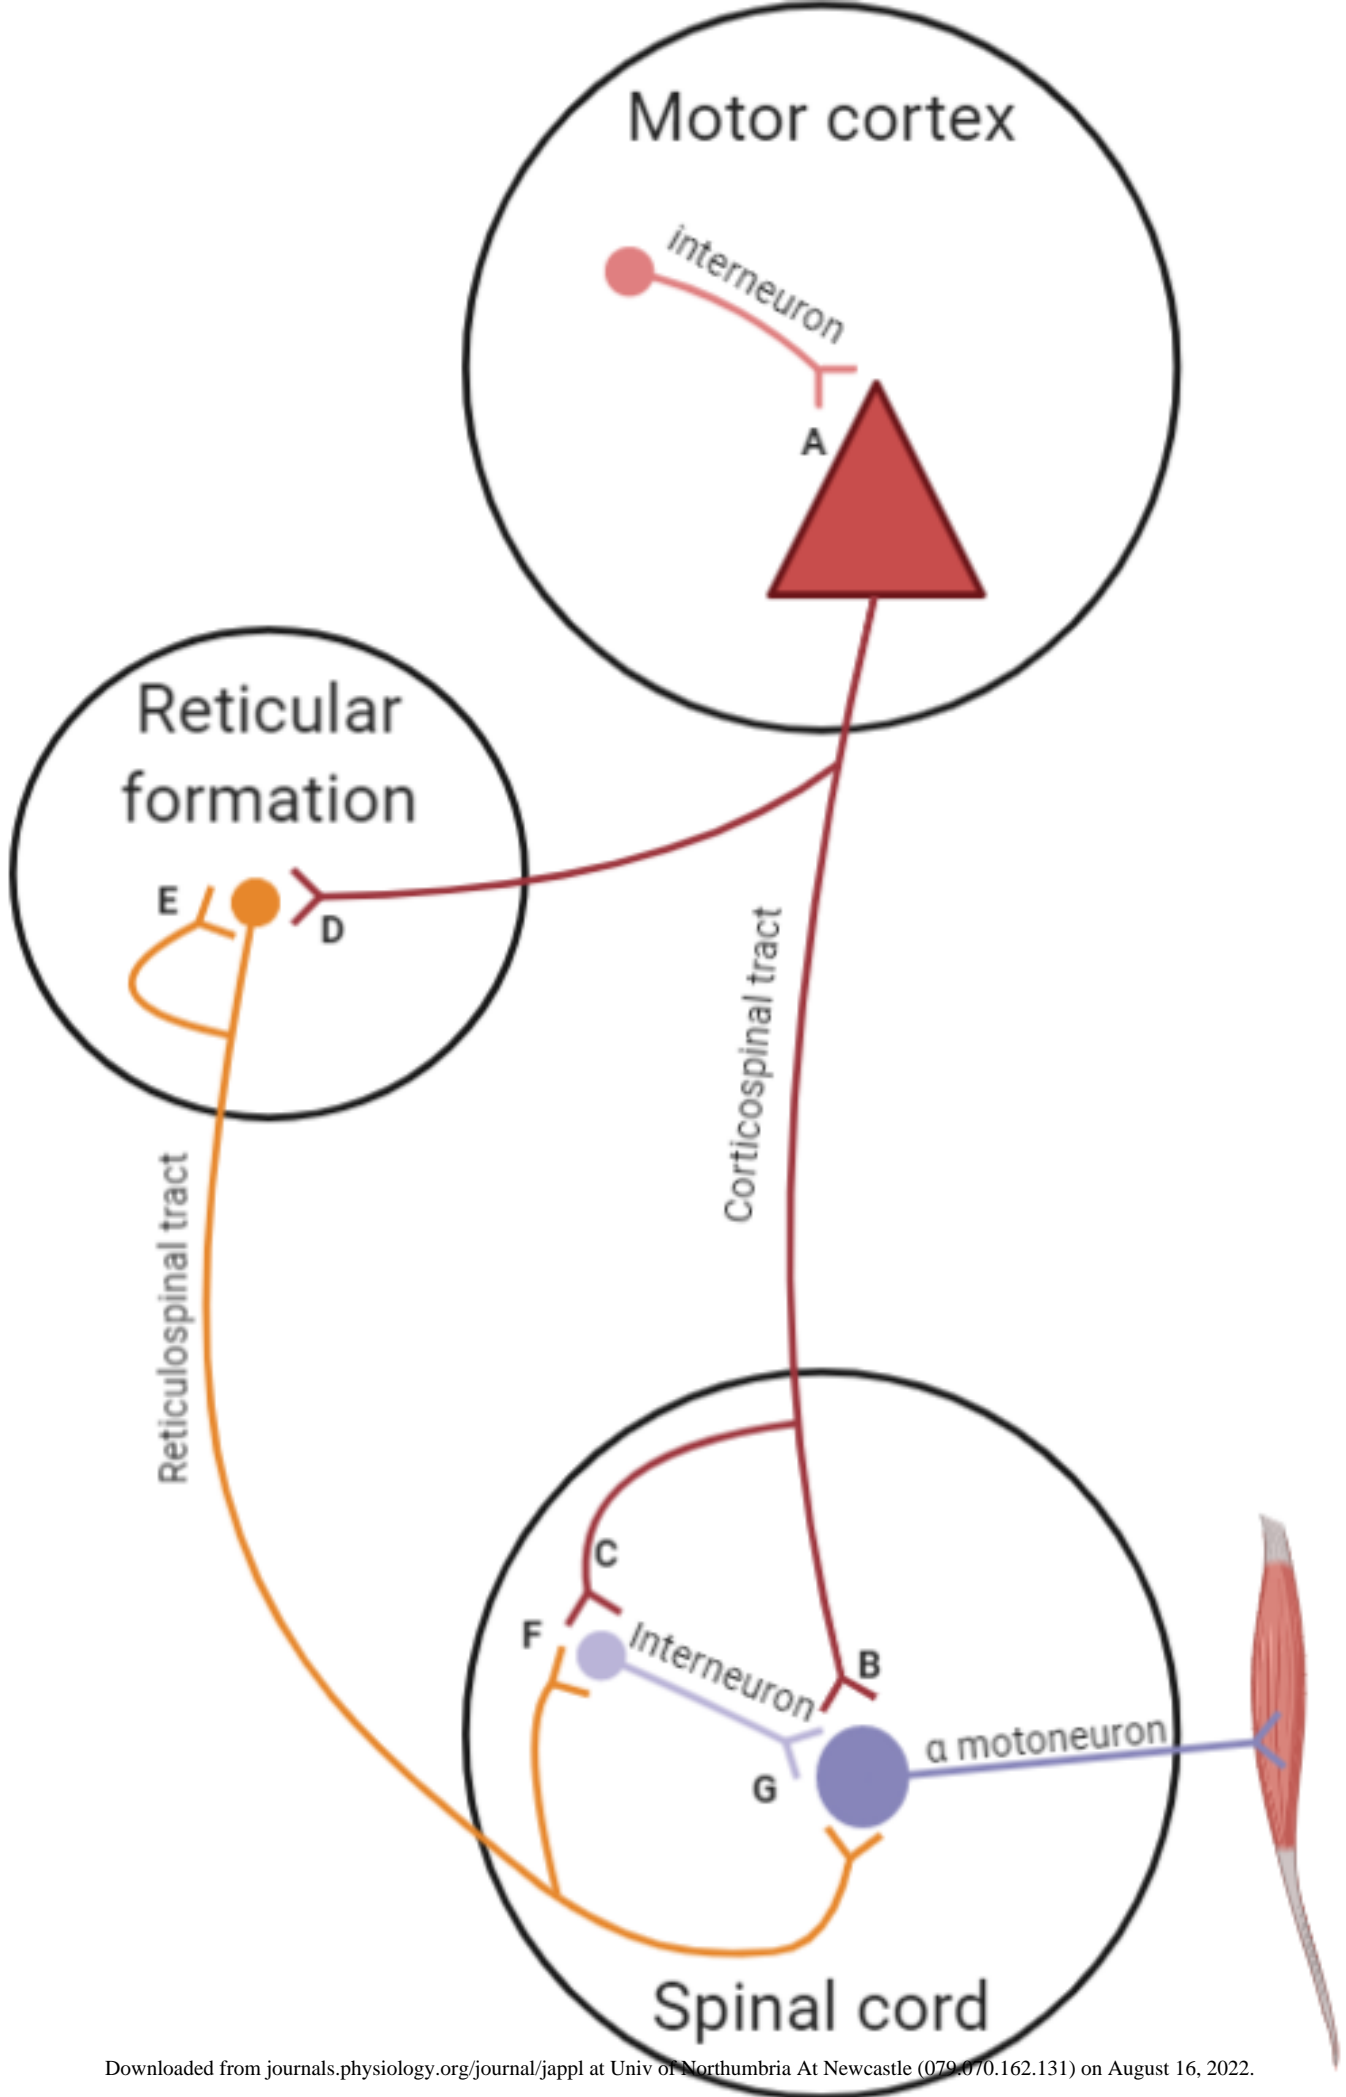 Motor cortex
interneuron
A
Reticular
formation
E
D
Corticospinal tract
Reticulospinal tract
C
F
Interneuron
B
α motoneuron
G
Spinal cord
Downloaded from journals.physiology.org/journal/jappl at Univ of Northumbria At Newcastle (079.070.162.131) on August 16, 2022.